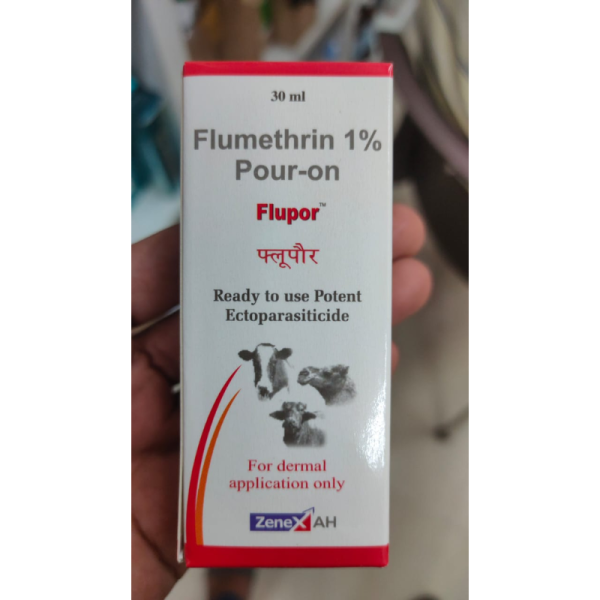 30 ml
Flumethrin 1%
Pour-on
Flupor™
फ्लूपौर
Ready to use Potent
Ectoparasiticide
For dermal
application only
Zenex AH